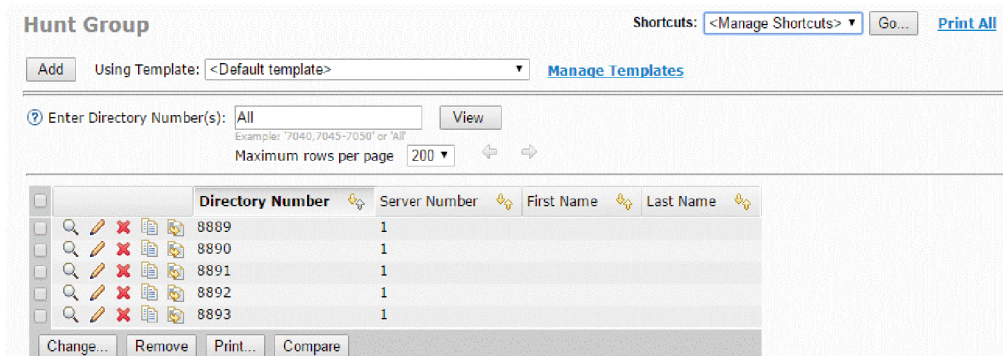 Hunt Group
Shortcuts: <Manage Shortcuts> Go... Print All
Add Using Template: <Default template> Manage Templates
? Enter Directory Number(s): All View
Example: '7040,7045-7050' or 'All'
Maximum rows per page 200
Directory Number Server Number First Name Last Name
8889 1
8890 1
8891 1
8892 1
8893 1
Change... Remove Print... Compare